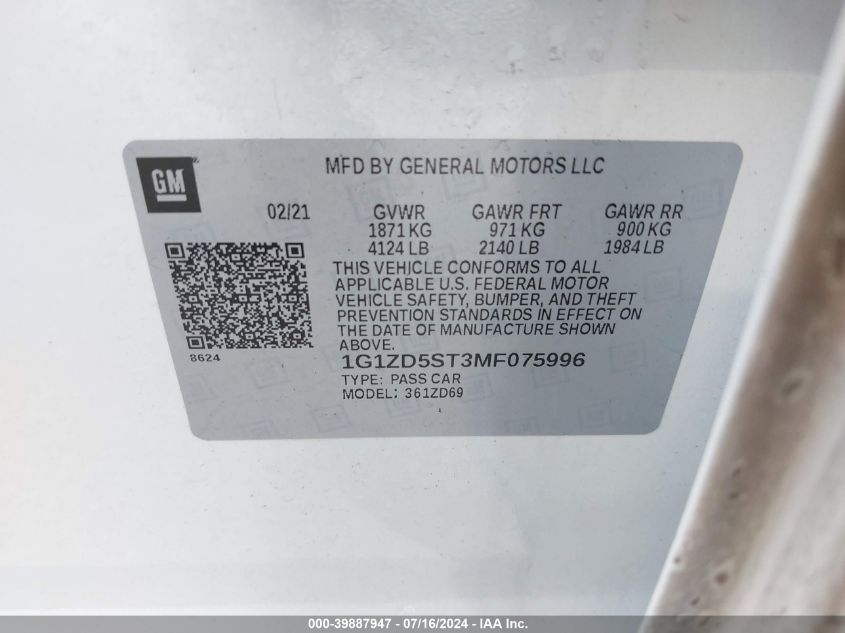 GM
MFD BY GENERAL MOTORS LLC
02/21 GVWR GAWR FRT GAWR RR
1871 KG 971 KG 900 KG
4124 LB 2140 LB 1984 LB
THIS VEHICLE CONFORMS TO ALL
APPLICABLE U.S. FEDERAL MOTOR
VEHICLE SAFETY, BUMPER, AND THEFT
PREVENTION STANDARDS IN EFFECT ON
THE DATE OF MANUFACTURE SHOWN
ABOVE.
8624
1G1ZD5ST3MF075996
TYPE: PASS CAR
MODEL: 361ZD69
000-39887947 - 07/16/2024 - IAA Inc.